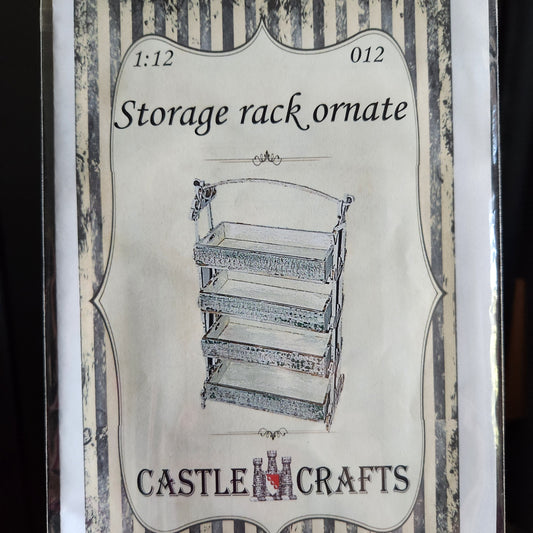 1:12 012
Storage rack ornate
CASTLE CRAFTS